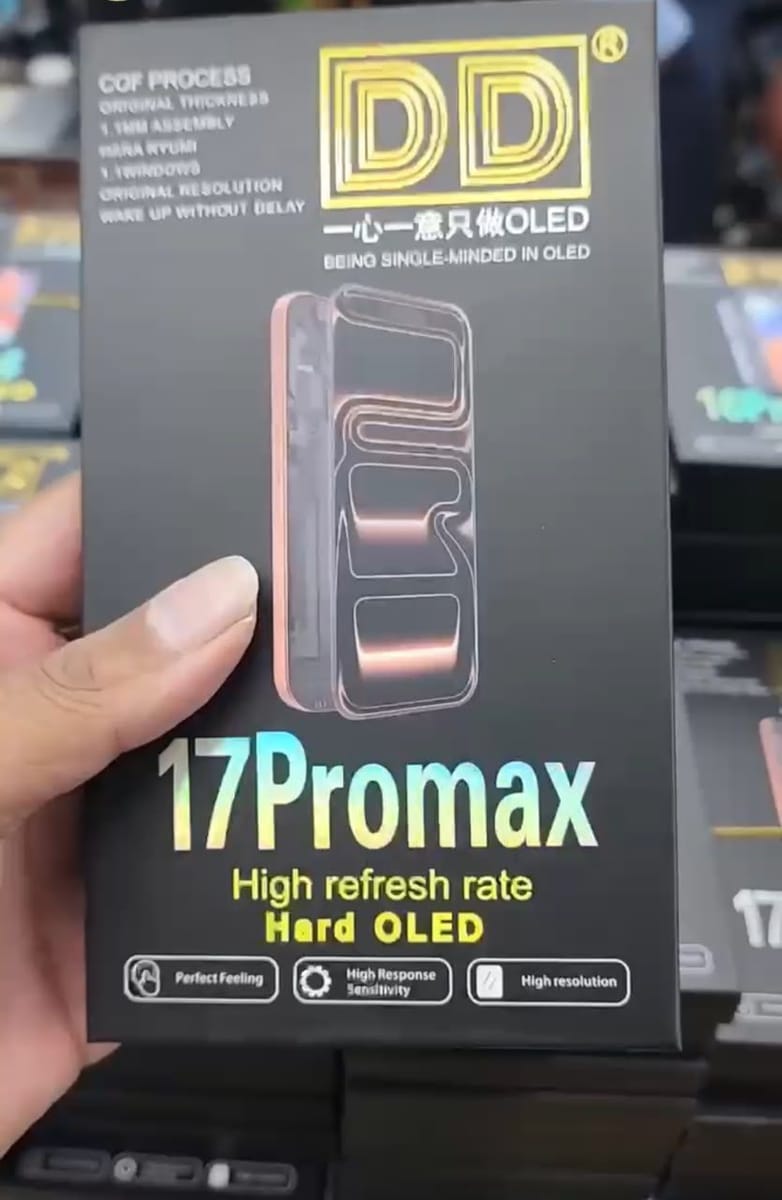 COF PROCESS
ORIGINAL THICKNESS
1.1MM ASSEMBLY
HARA RYUMI
1.1WINDOWS
ORIGINAL RESOLUTION
WAKE UP WITHOUT DELAY
DD®
一心一意只做OLED
BEING SINGLE-MINDED IN OLED
17Promax
High refresh rate
Hard OLED
Perfect Feeling
High Response
Sensitivity
High resolution
17